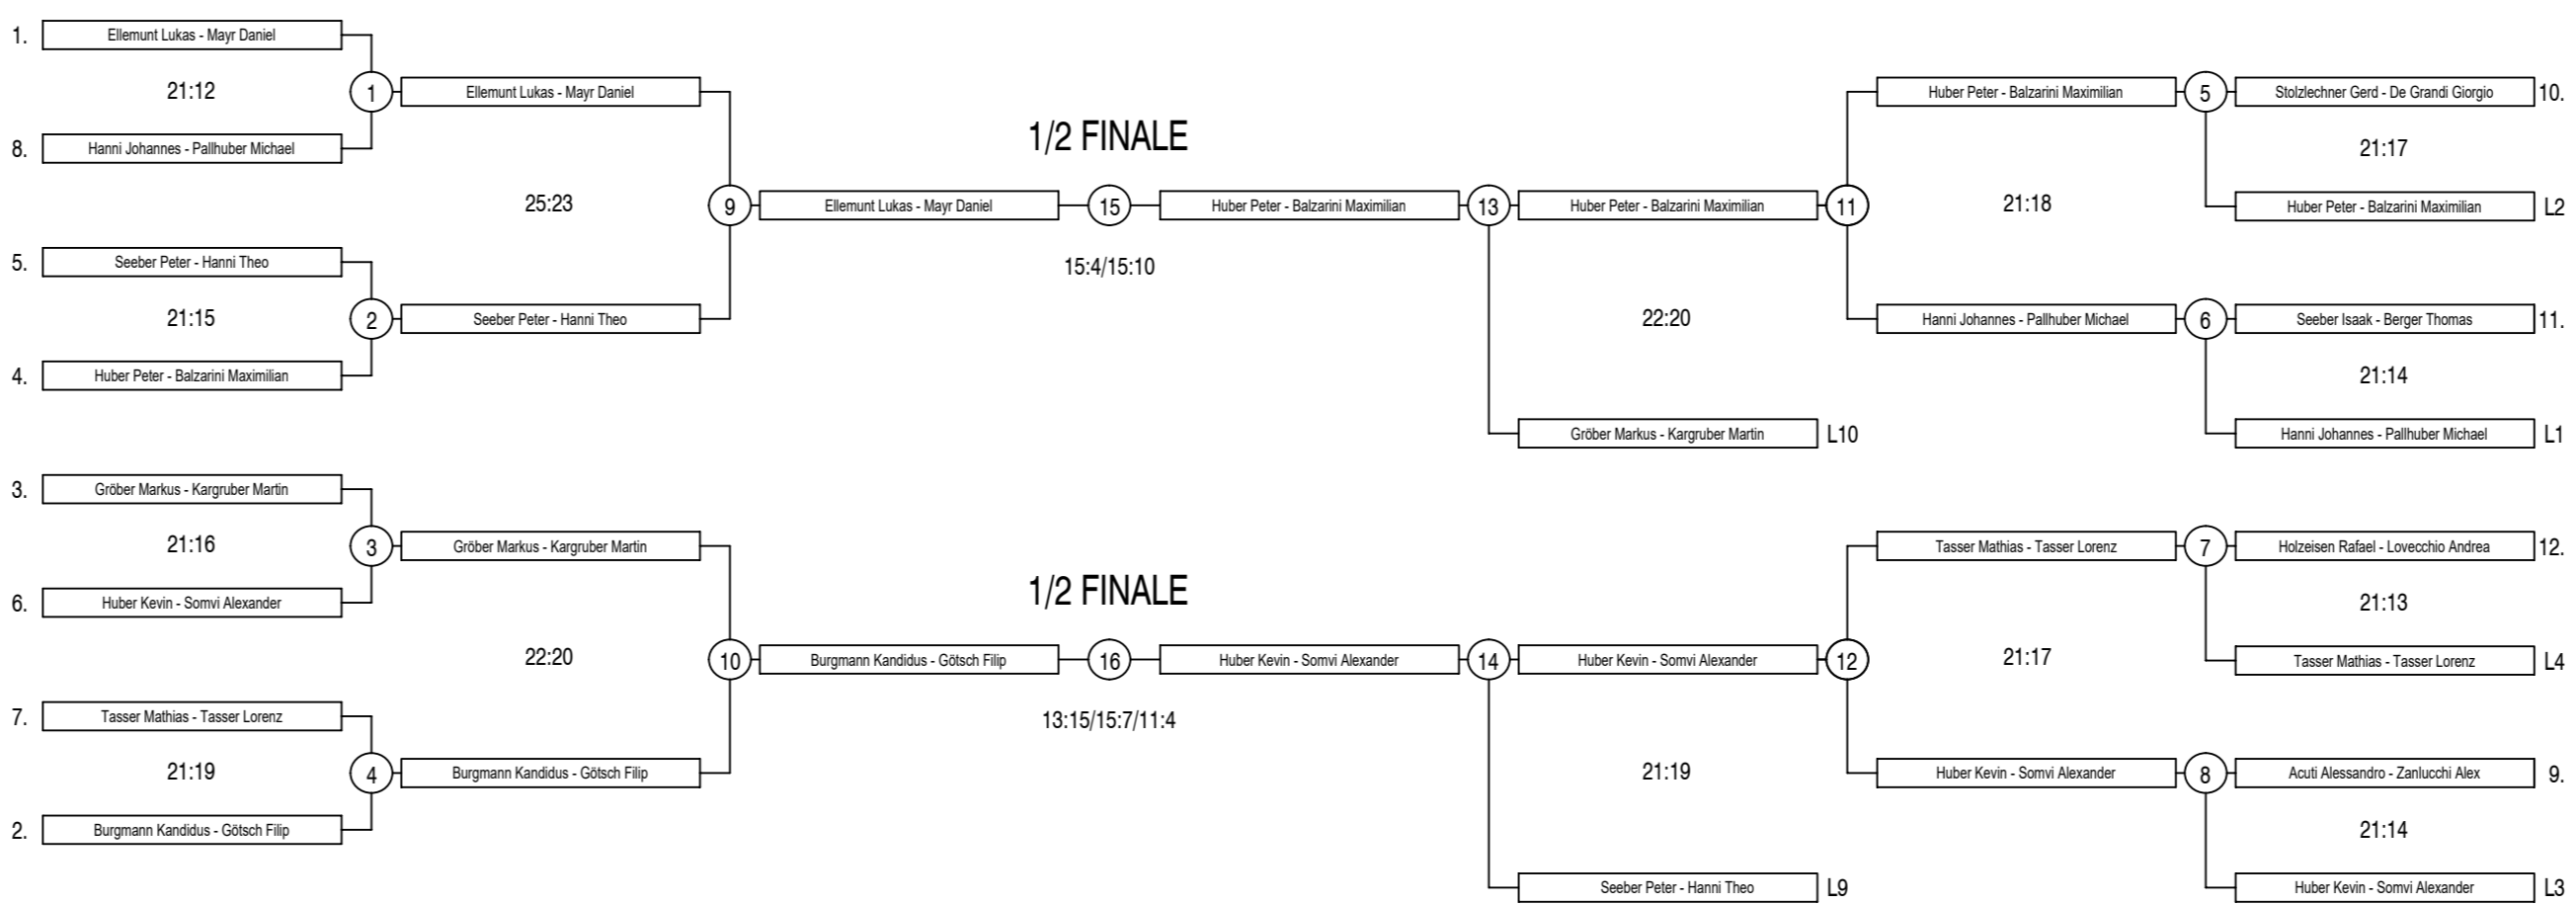 1. Ellemunt Lukas - Mayr Daniel
21:12
1
Ellemunt Lukas - Mayr Daniel
8. Hanni Johannes - Pallhuber Michael
25:23
9
5. Seeber Peter - Hanni Theo
21:15
2
Seeber Peter - Hanni Theo
4. Huber Peter - Balzarini Maximilian
3. Gröber Markus - Kargruber Martin
21:16
3
Gröber Markus - Kargruber Martin
6. Huber Kevin - Somvi Alexander
22:20
10
7. Tasser Mathias - Tasser Lorenz
21:19
4
Burgmann Kandidus - Götsch Filip
2. Burgmann Kandidus - Götsch Filip
1/2 FINALE
Ellemunt Lukas - Mayr Daniel
15
Huber Peter - Balzarini Maximilian
15:4/15:10
1/2 FINALE
Burgmann Kandidus - Götsch Filip
16
Huber Kevin - Somvi Alexander
13:15/15:7/11:4
13
Huber Peter - Balzarini Maximilian
22:20
Gröber Markus - Kargruber Martin L10
14
Huber Kevin - Somvi Alexander
21:19
Seeber Peter - Hanni Theo L9
11
Huber Peter - Balzarini Maximilian
21:18
Hanni Johannes - Pallhuber Michael
12
Tasser Mathias - Tasser Lorenz
21:17
Huber Kevin - Somvi Alexander
5
Stolzlechner Gerd - De Grandi Giorgio 10.
21:17
Huber Peter - Balzarini Maximilian L2
6
Seeber Isaak - Berger Thomas 11.
21:14
Hanni Johannes - Pallhuber Michael L1
7
Holzeisen Rafael - Lovecchio Andrea 12.
21:13
Tasser Mathias - Tasser Lorenz L4
8
Acuti Alessandro - Zanlucchi Alex 9.
21:14
Huber Kevin - Somvi Alexander L3